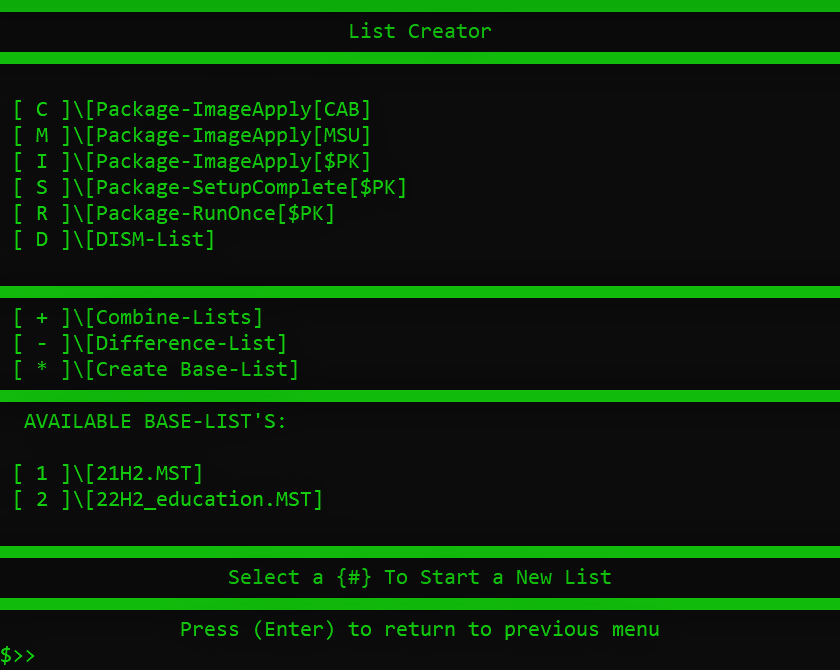 List Creator
[ C ]\[Package-ImageApply[CAB]
[ M ]\[Package-ImageApply[MSU]
[ I ]\[Package-ImageApply[$PK]
[ S ]\[Package-SetupComplete[$PK]
[ R ]\[Package-RunOnce[$PK]
[ D ]\[DISM-List]
[ + ]\[Combine-Lists]
[ - ]\[Difference-List]
[ * ]\[Create Base-List]
AVAILABLE BASE-LIST'S:
[ 1 ]\[21H2.MST]
[ 2 ]\[22H2_education.MST]
Select a {#} To Start a New List
Press (Enter) to return to previous menu
$>>